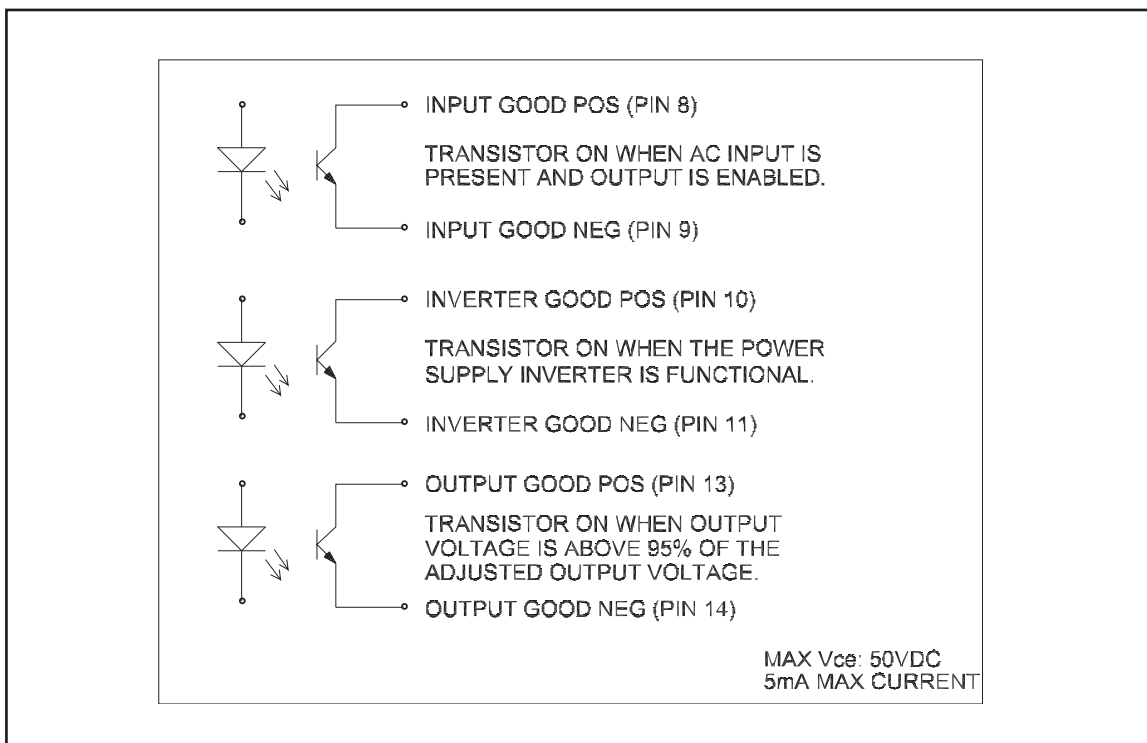 INPUT GOOD POS (PIN 8)
TRANSISTOR ON WHEN AC INPUT IS
PRESENT AND OUTPUT IS ENABLED.
INPUT GOOD NEG (PIN 9)
INVERTER GOOD POS (PIN 10)
TRANSISTOR ON WHEN THE POWER
SUPPLY INVERTER IS FUNCTIONAL.
INVERTER GOOD NEG (PIN 11)
OUTPUT GOOD POS (PIN 13)
TRANSISTOR ON WHEN OUTPUT
VOLTAGE IS ABOVE 95% OF THE
ADJUSTED OUTPUT VOLTAGE.
OUTPUT GOOD NEG (PIN 14)
MAX Vce: 50VDC
5mA MAX CURRENT